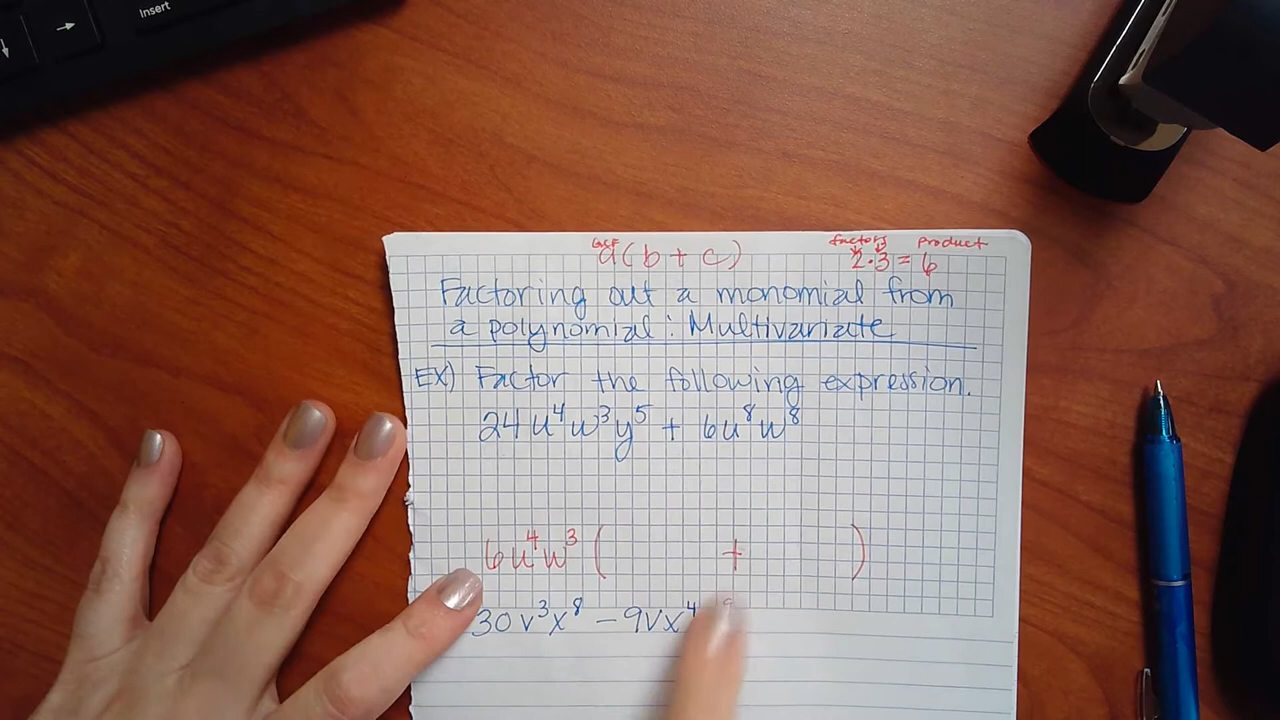 Insert
GCF
a(b + c)
factors product
2·3 = 6
Factoring out a monomial from
a polynomial: Multivariate
EX) Factor the following expression.
24u⁴w³y⁵ + 6u⁸w⁸
6u⁴w³( + )
30v³x⁸ − 9vx⁴